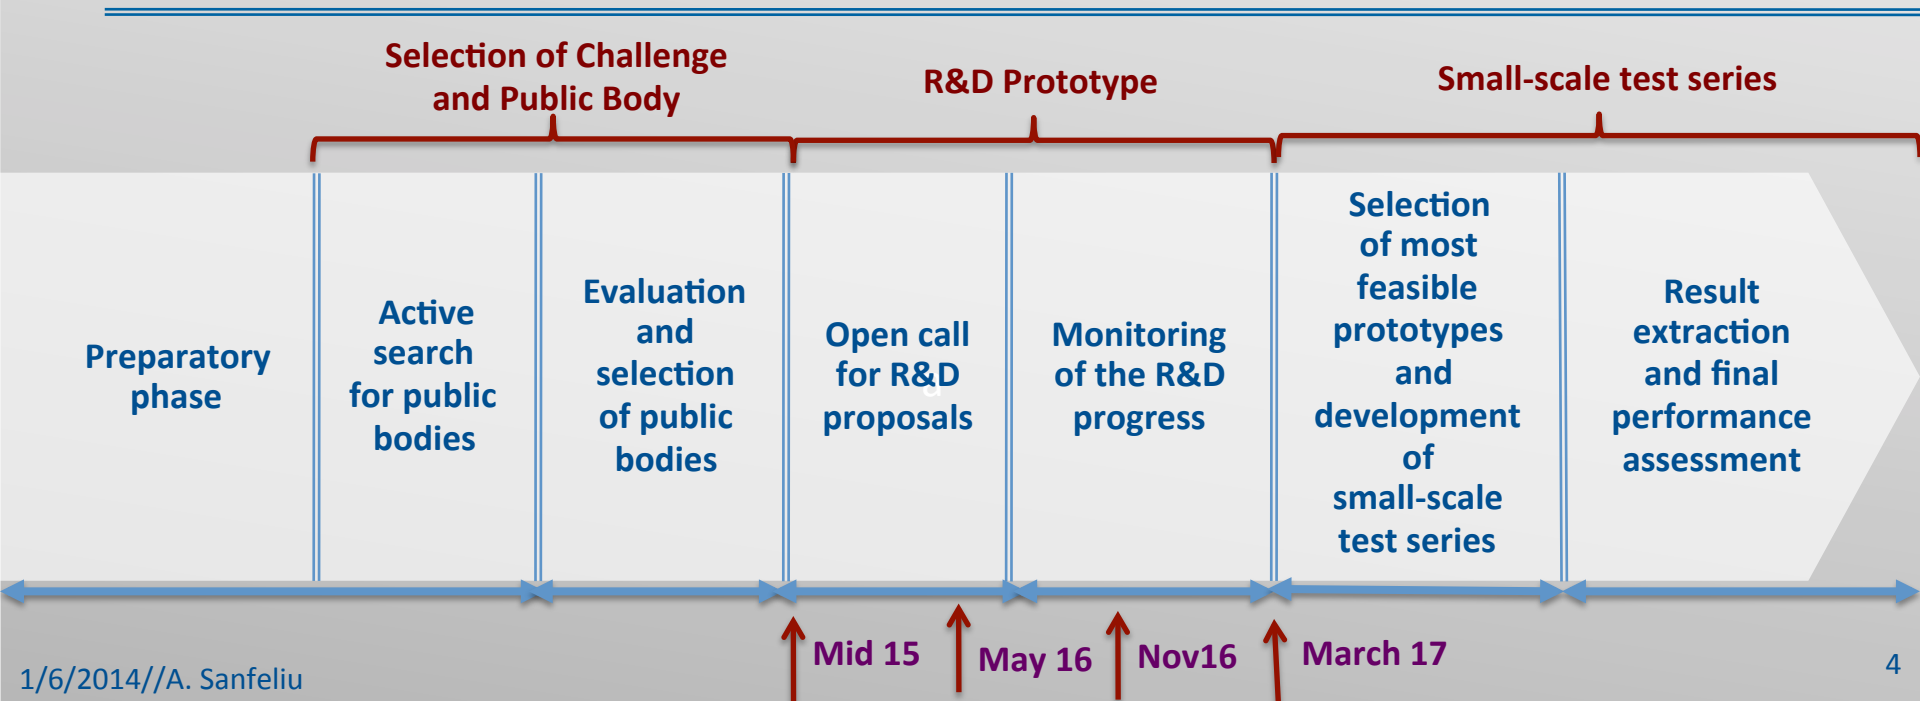 Selection of Challenge
and Public Body
R&D Prototype
Small-scale test series
Preparatory
phase
Active
search
for public
bodies
Evaluation
and
selection
of public
bodies
Open call
for R&D
proposals
Monitoring
of the R&D
progress
Selection
of most
feasible
prototypes
and
development
of
small-scale
test series
Result
extraction
and final
performance
assessment
Mid 15
May 16
Nov16
March 17
1/6/2014//A. Sanfeliu
4